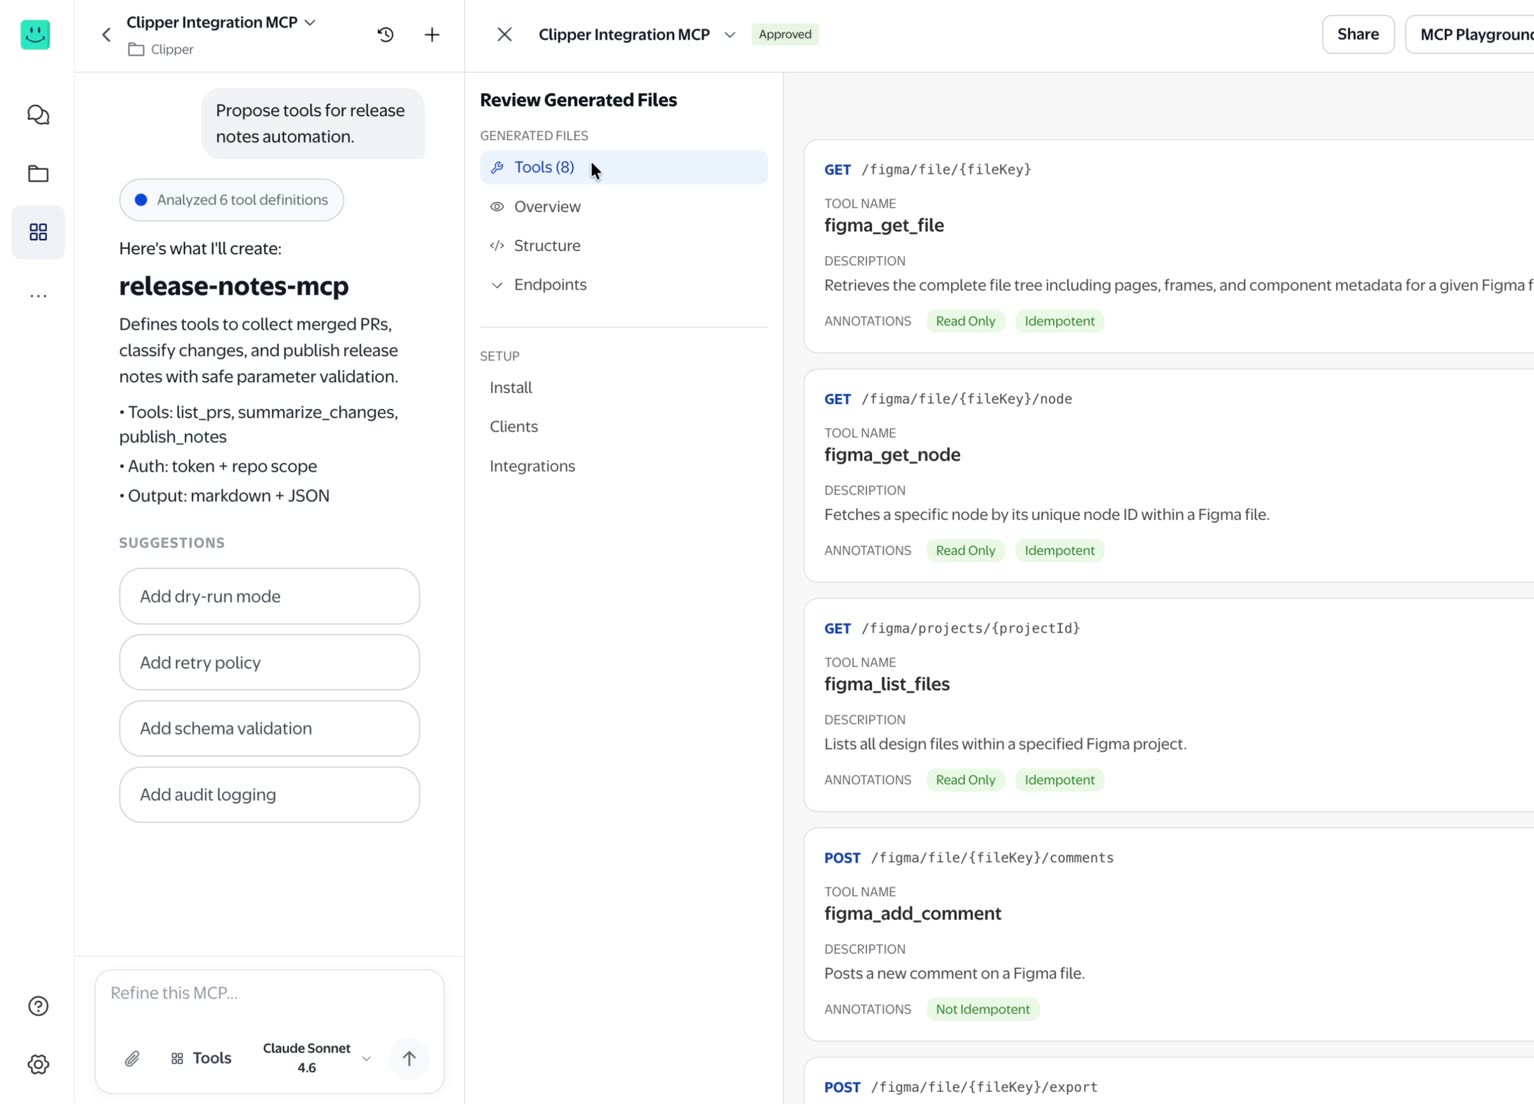 Clipper Integration MCP
Clipper
Propose tools for release
notes automation.
Analyzed 6 tool definitions
Here's what I'll create:
release-notes-mcp
Defines tools to collect merged PRs,
classify changes, and publish release
notes with safe parameter validation.
• Tools: list_prs, summarize_changes,
publish_notes
• Auth: token + repo scope
• Output: markdown + JSON
SUGGESTIONS
Add dry-run mode
Add retry policy
Add schema validation
Add audit logging
Refine this MCP...
Tools
Claude Sonnet
4.6
Clipper Integration MCP
Approved
Share
MCP Playground
Review Generated Files
GENERATED FILES
Tools (8)
Overview
Structure
Endpoints
SETUP
Install
Clients
Integrations
GET /figma/file/{fileKey}
TOOL NAME
figma_get_file
DESCRIPTION
Retrieves the complete file tree including pages, frames, and component metadata for a given Figma f
ANNOTATIONS Read Only Idempotent
GET /figma/file/{fileKey}/node
TOOL NAME
figma_get_node
DESCRIPTION
Fetches a specific node by its unique node ID within a Figma file.
ANNOTATIONS Read Only Idempotent
GET /figma/projects/{projectId}
TOOL NAME
figma_list_files
DESCRIPTION
Lists all design files within a specified Figma project.
ANNOTATIONS Read Only Idempotent
POST /figma/file/{fileKey}/comments
TOOL NAME
figma_add_comment
DESCRIPTION
Posts a new comment on a Figma file.
ANNOTATIONS Not Idempotent
POST /figma/file/{fileKey}/export